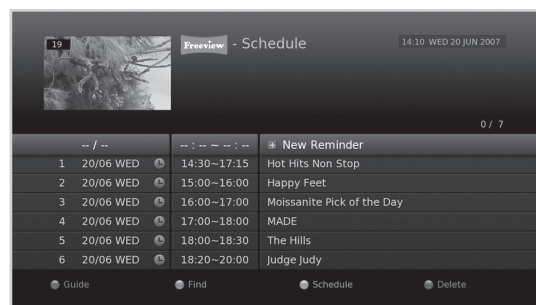 19
Freeview - Schedule
14:10 WED 20 JUN 2007
0 / 7
-- / -- -- : -- ~ -- : -- New Reminder
1 20/06 WED 14:30~17:15 Hot Hits Non Stop
2 20/06 WED 15:00~16:00 Happy Feet
3 20/06 WED 16:00~17:00 Moissanite Pick of the Day
4 20/06 WED 17:00~18:00 MADE
5 20/06 WED 18:00~18:30 The Hills
6 20/06 WED 18:20~20:00 Judge Judy
Guide Find Schedule Delete